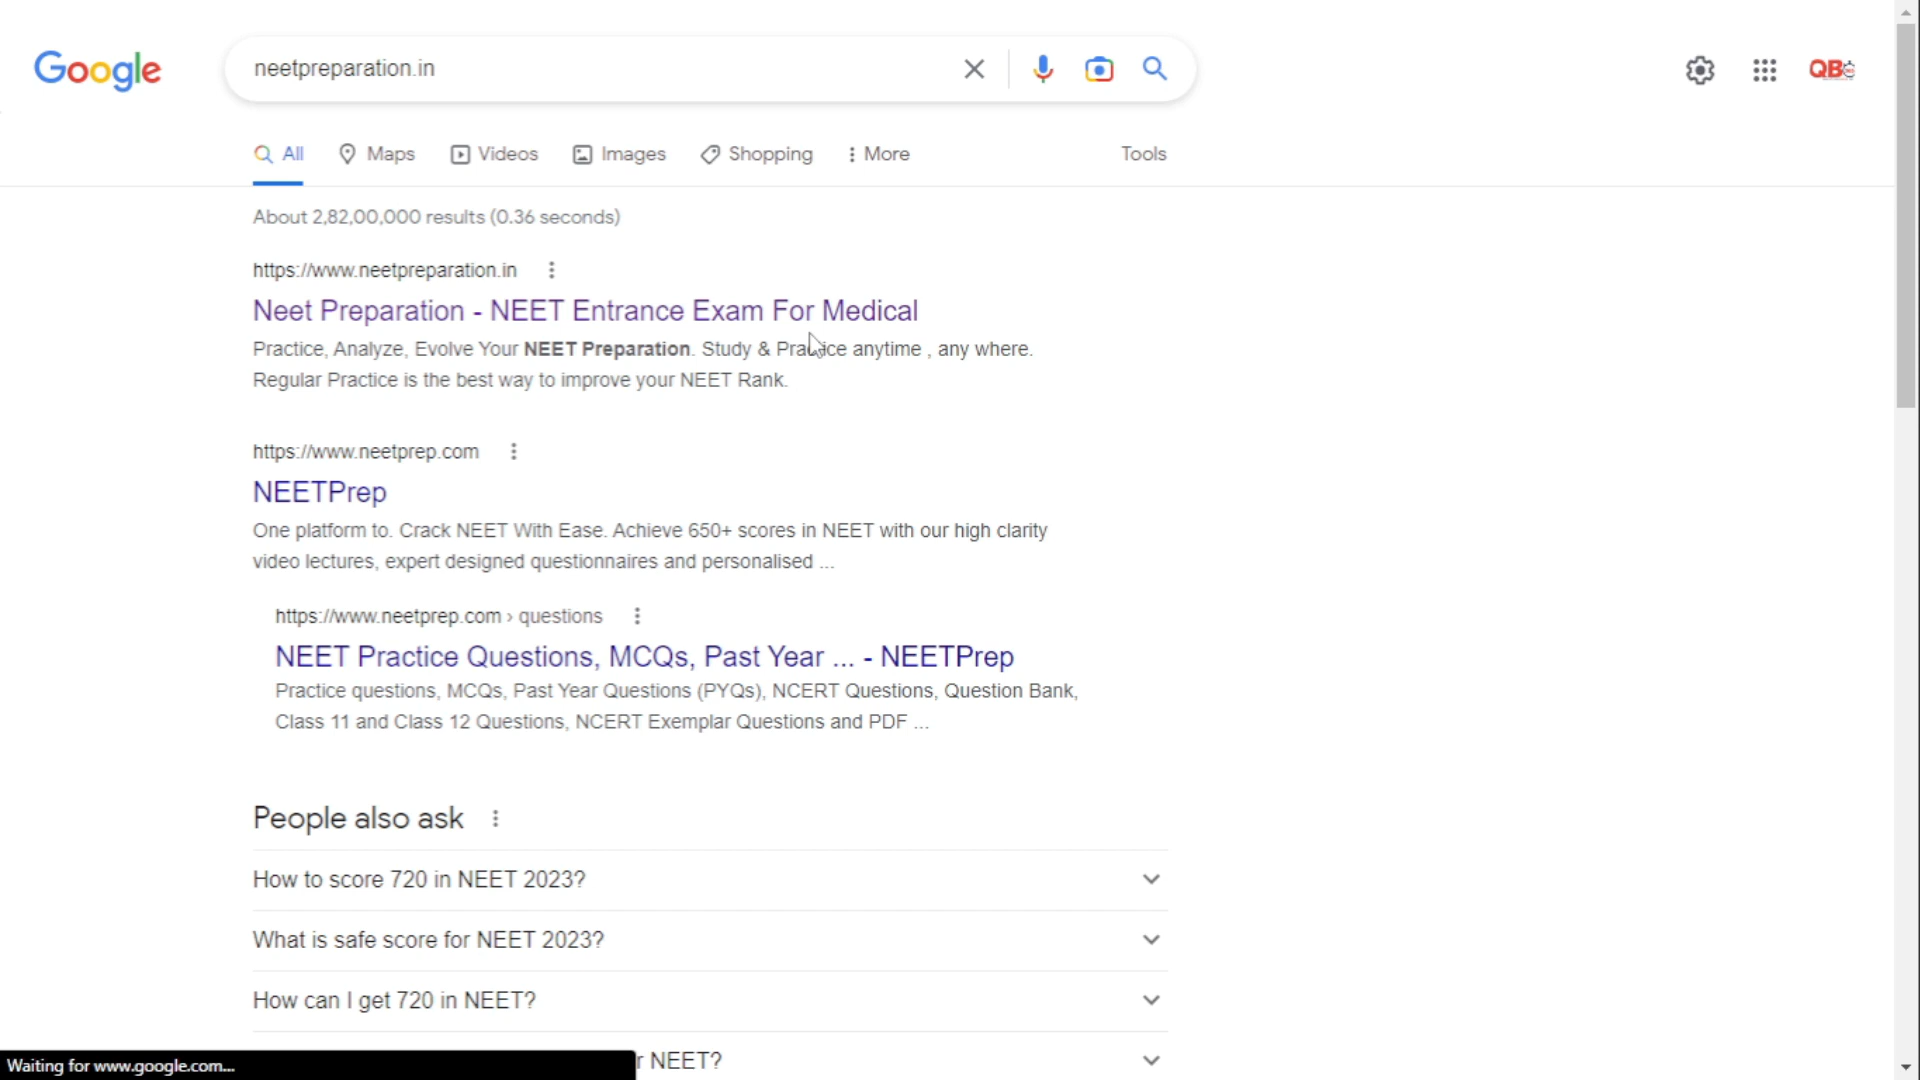 Google
neetpreparation.in
QB
All Maps Videos Images Shopping More Tools
About 2,82,00,000 results (0.36 seconds)
https://www.neetpreparation.in
Neet Preparation - NEET Entrance Exam For Medical
Practice, Analyze, Evolve Your NEET Preparation. Study & Practice anytime , any where.
Regular Practice is the best way to improve your NEET Rank.
https://www.neetprep.com
NEETPrep
One platform to. Crack NEET With Ease. Achieve 650+ scores in NEET with our high clarity
video lectures, expert designed questionnaires and personalised ...
https://www.neetprep.com › questions
NEET Practice Questions, MCQs, Past Year ... - NEETPrep
Practice questions, MCQs, Past Year Questions (PYQs), NCERT Questions, Question Bank,
Class 11 and Class 12 Questions, NCERT Exemplar Questions and PDF ...
People also ask
How to score 720 in NEET 2023?
What is safe score for NEET 2023?
How can I get 720 in NEET?
NEET?
Waiting for www.google.com...